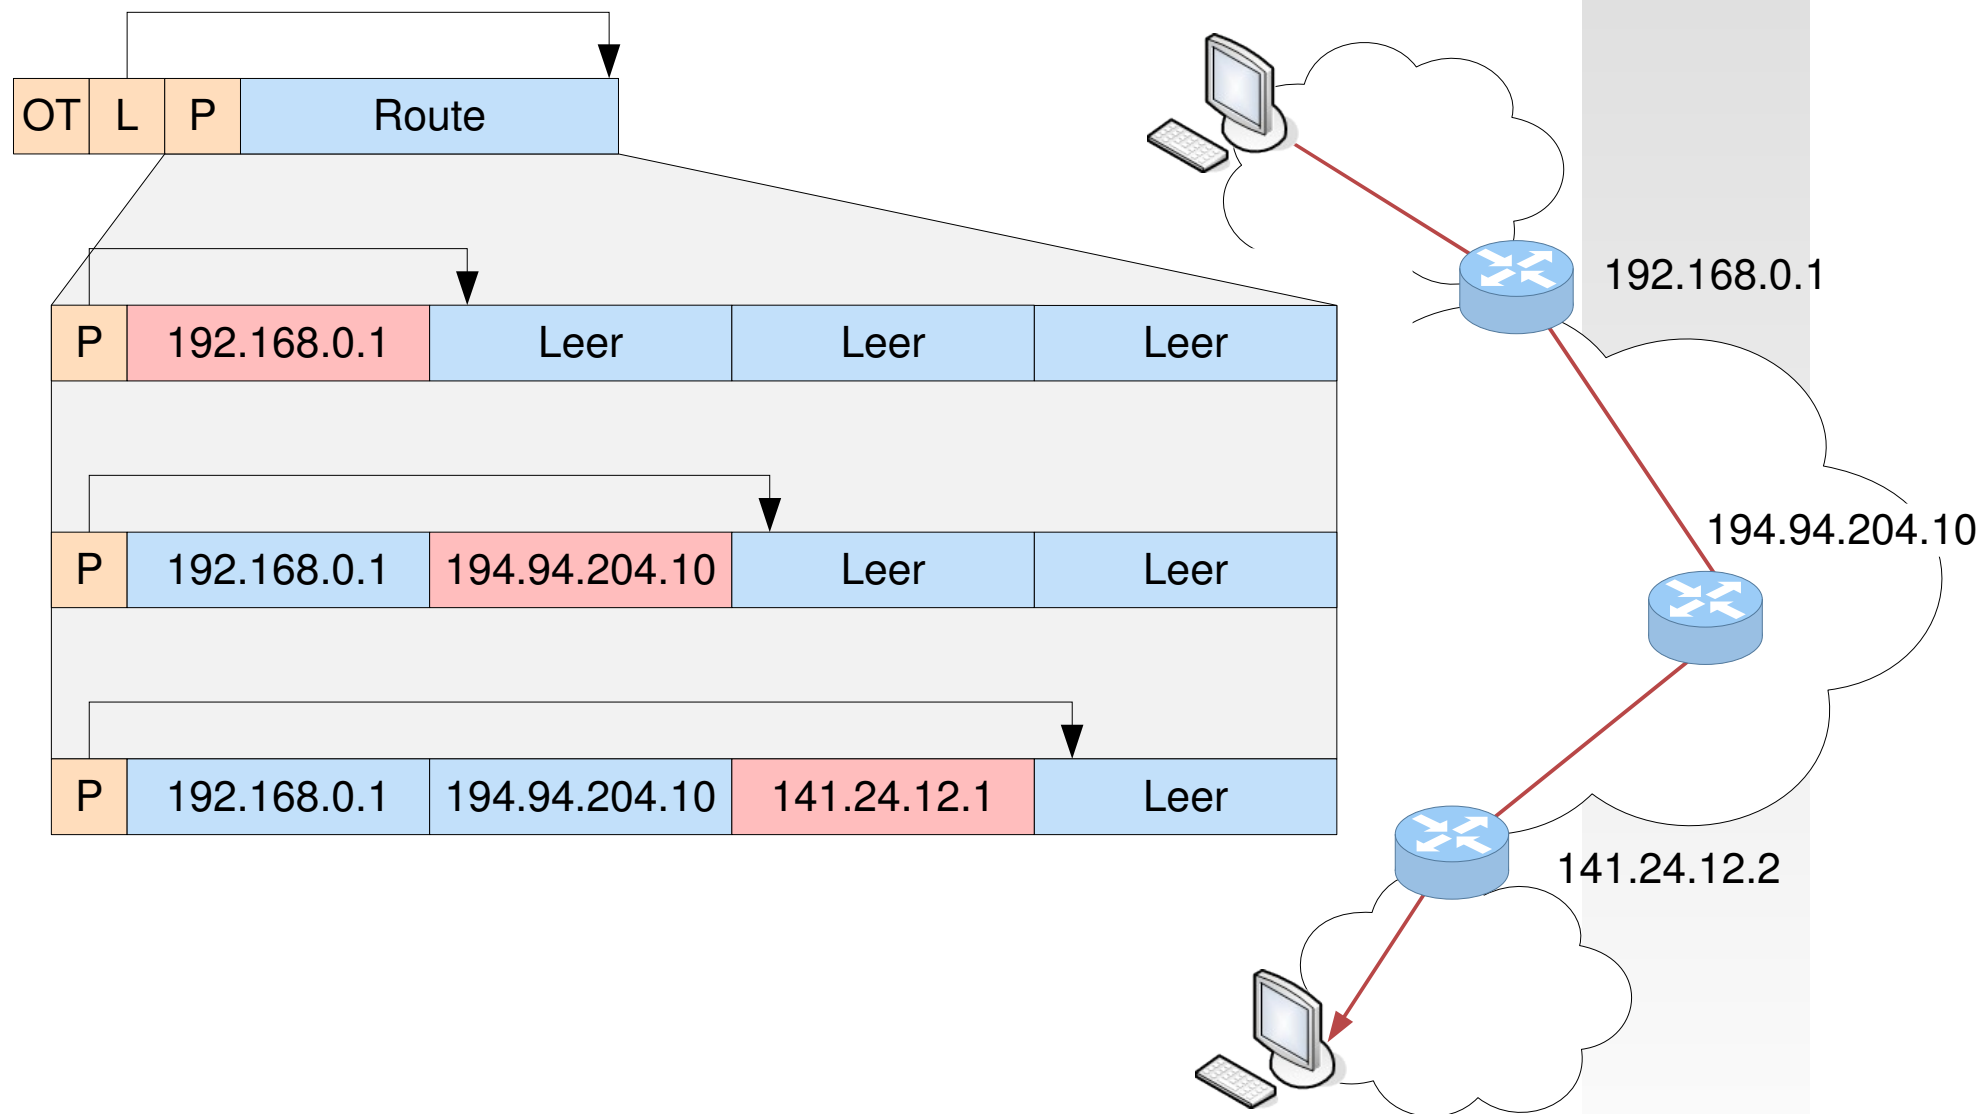 OT L P Route
192.168.0.1
P 192.168.0.1 Leer Leer Leer
194.94.204.10
P 192.168.0.1 194.94.204.10 Leer Leer
P 192.168.0.1 194.94.204.10 141.24.12.1 Leer
141.24.12.2